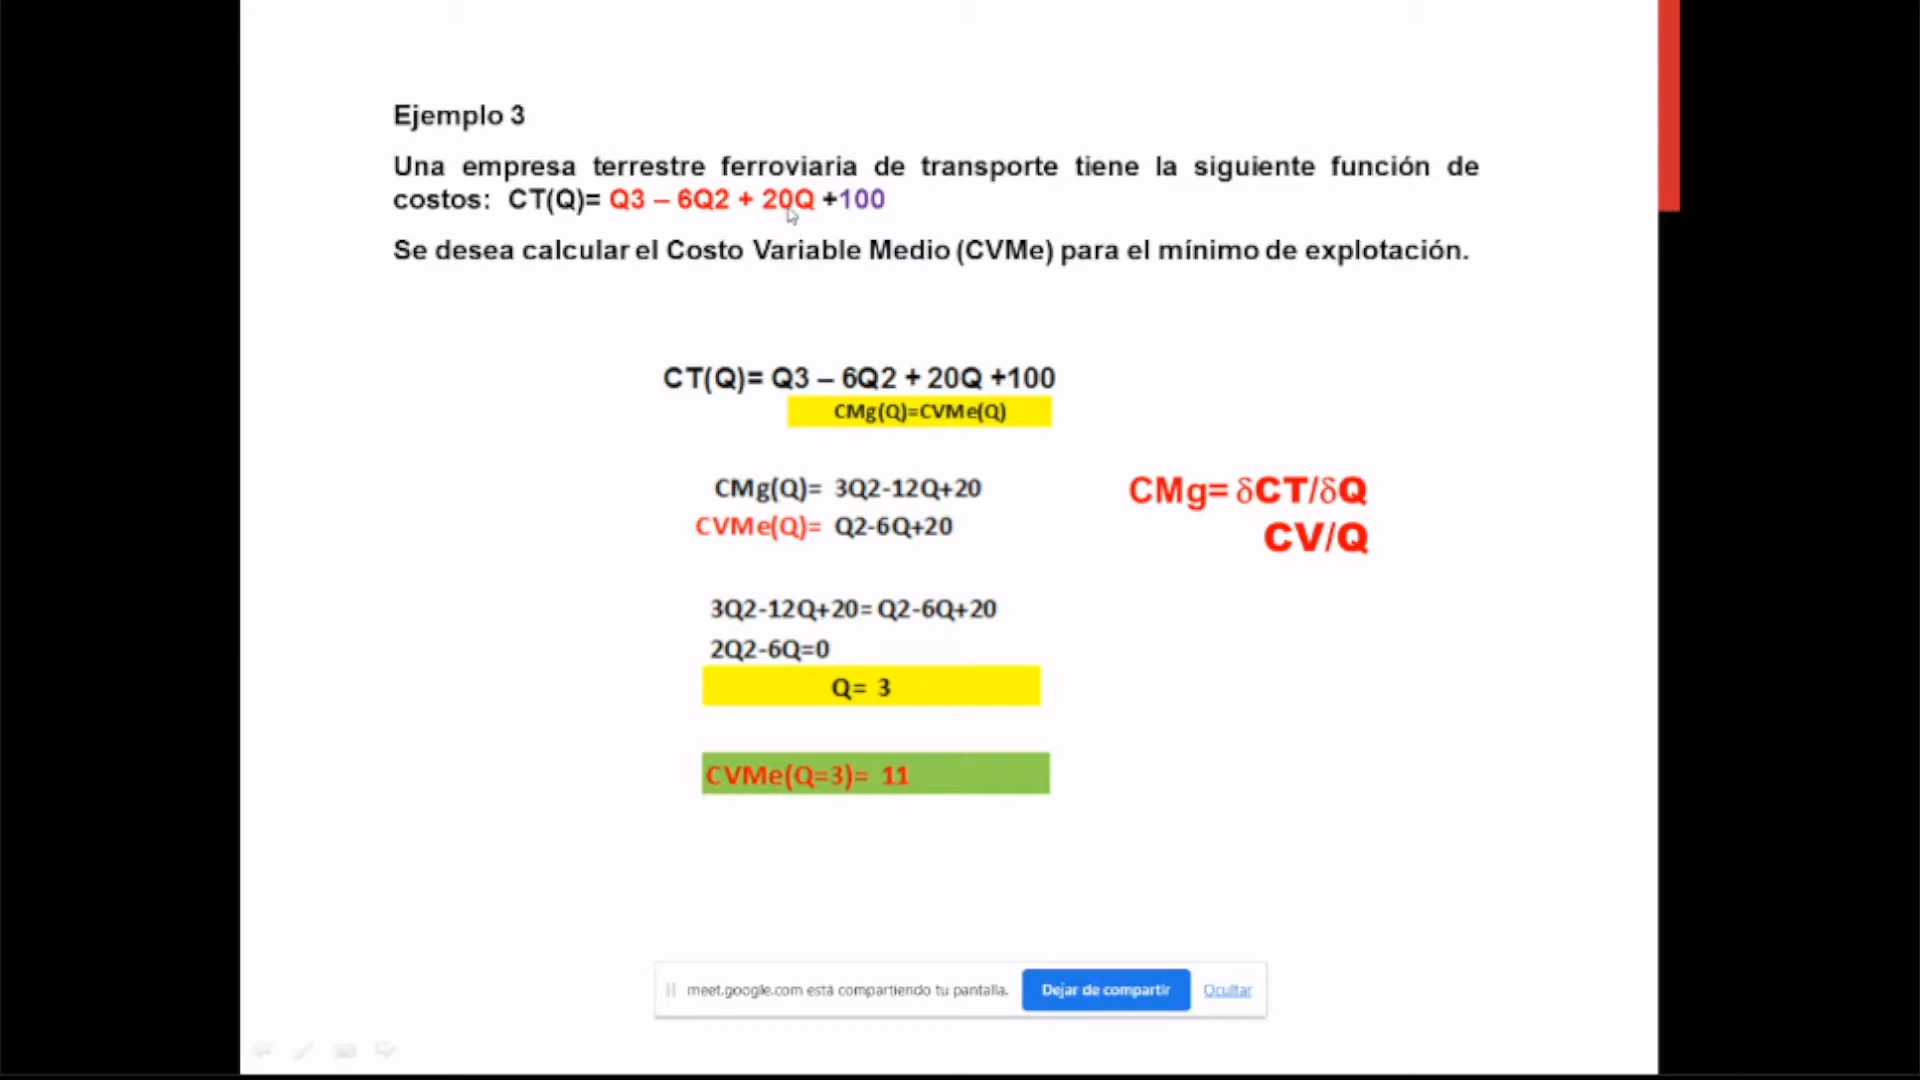 Ejemplo 3
Una empresa terrestre ferroviaria de transporte tiene la siguiente función de
costos: CT(Q)= Q3 – 6Q2 + 20Q +100
Se desea calcular el Costo Variable Medio (CVMe) para el mínimo de explotación.
CT(Q)= Q3 – 6Q2 + 20Q +100
CMg(Q)=CVMe(Q)
CMg(Q)= 3Q2-12Q+20
CVMe(Q)= Q2-6Q+20
CMg= δCT/δQ
CV/Q
3Q2-12Q+20= Q2-6Q+20
2Q2-6Q=0
Q= 3
CVMe(Q=3)= 11
meet.google.com está compartiendo tu pantalla.
Dejar de compartir
Ocultar